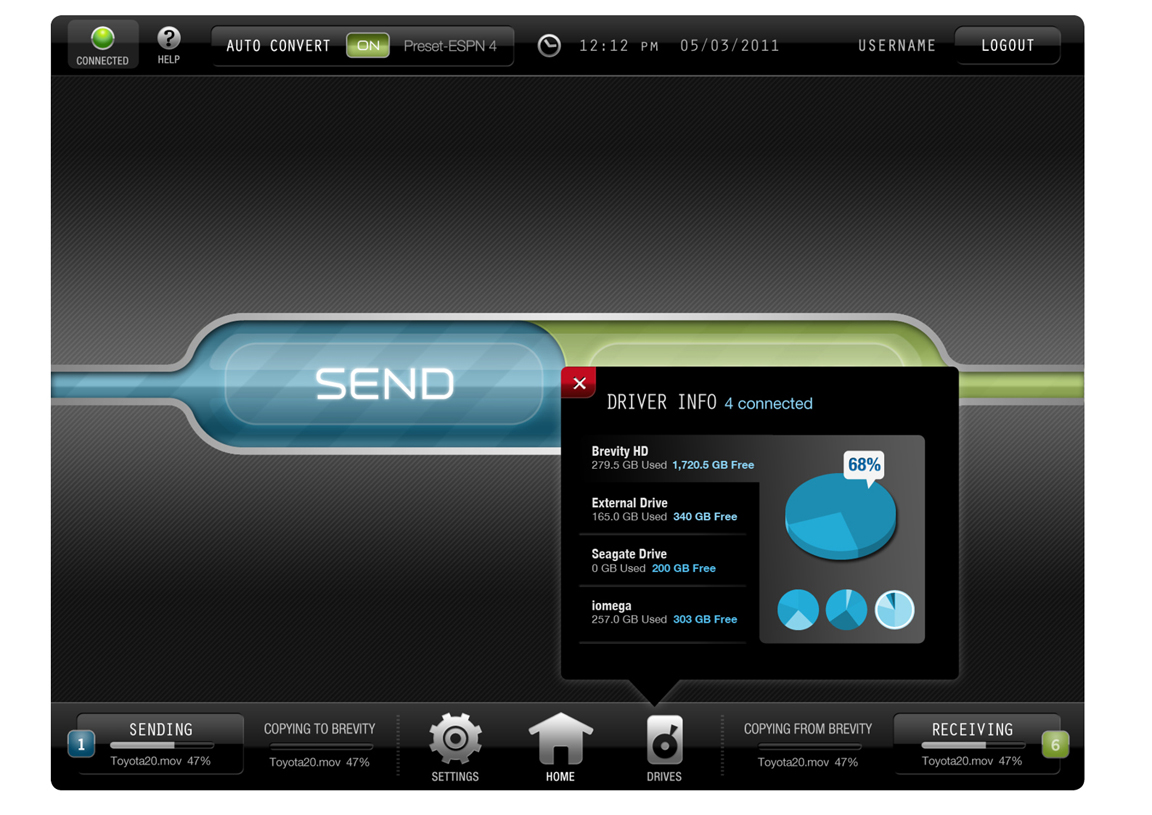 CONNECTED
?
HELP
AUTO CONVERT ON Preset-ESPN 4
12:12 PM 05/03/2011
USERNAME
LOGOUT
SEND
DRIVER INFO 4 connected
Brevity HD
279.5 GB Used 1,720.5 GB Free
External Drive
165.0 GB Used 340 GB Free
Seagate Drive
0 GB Used 200 GB Free
iomega
257.0 GB Used 303 GB Free
68%
1
SENDING
Toyota20.mov 47%
COPYING TO BREVITY
Toyota20.mov 47%
SETTINGS
HOME
DRIVES
COPYING FROM BREVITY
Toyota20.mov 47%
RECEIVING
Toyota20.mov 47%
6